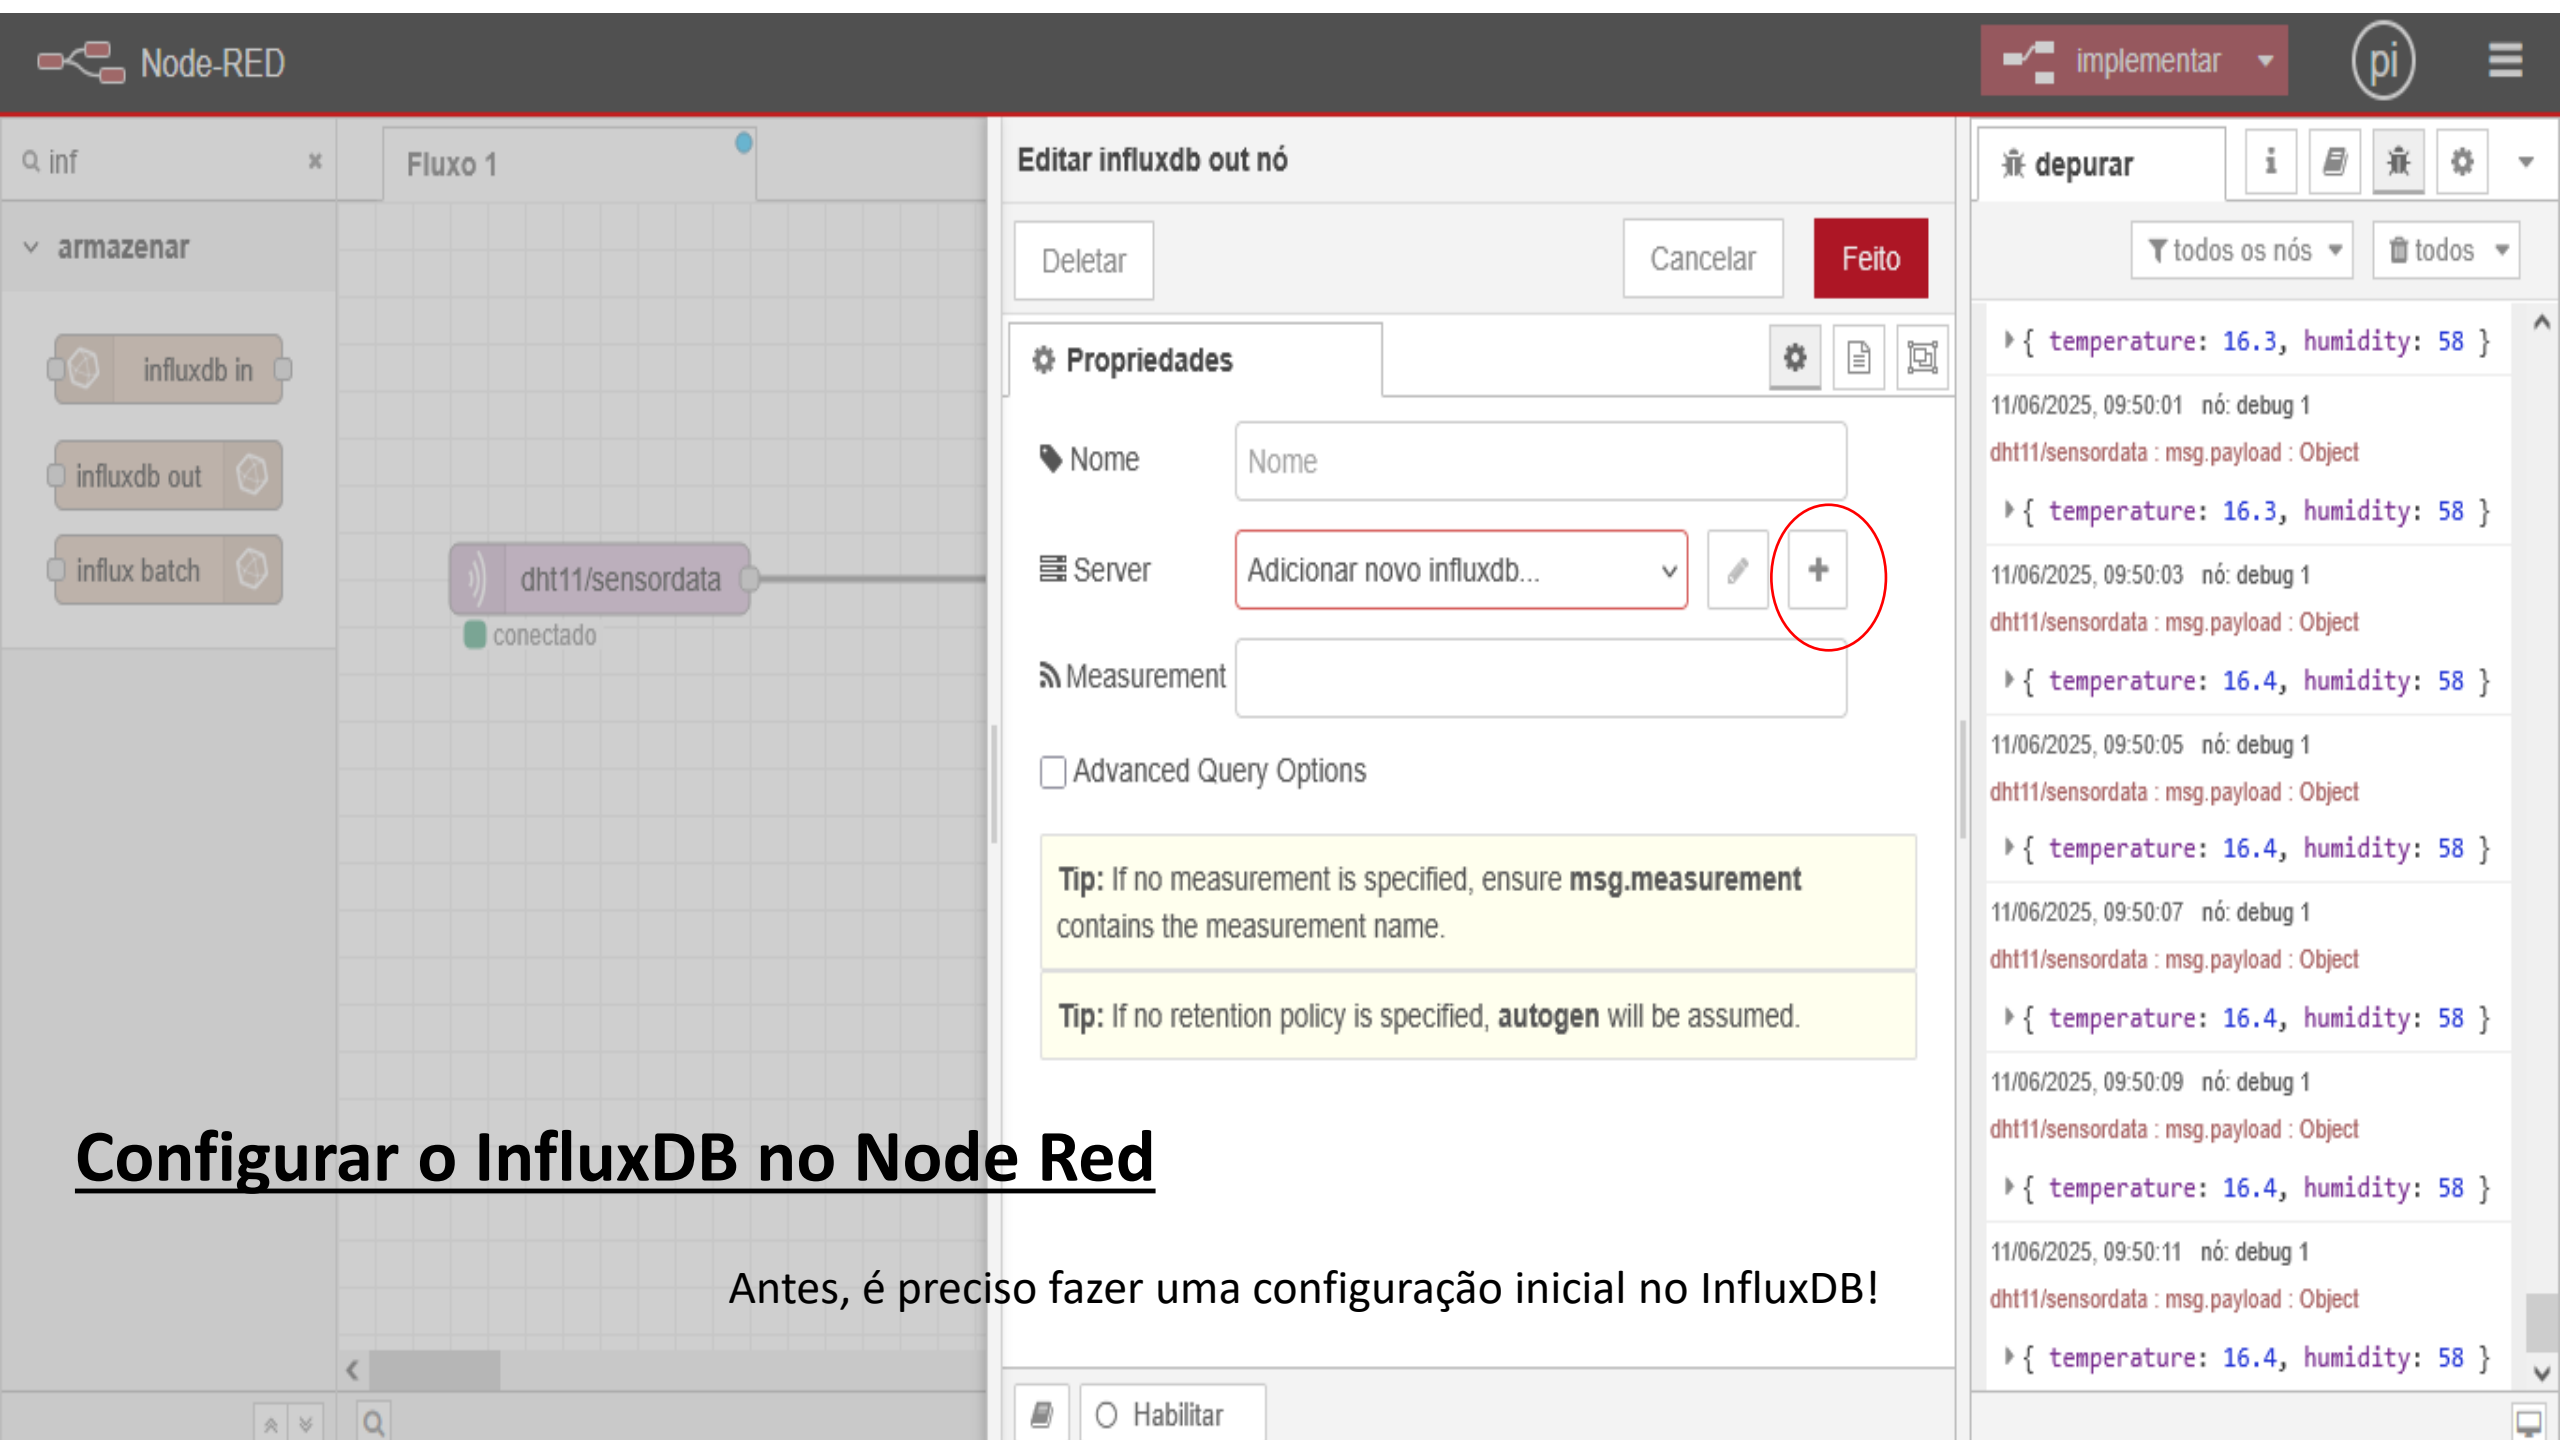 Node-RED
implementar
pi
inf
Fluxo 1
armazenar
influxdb in
influxdb out
influx batch
dht11/sensordata
conectado
Editar influxdb out nó
Deletar
Cancelar
Feito
Propriedades
Nome
Nome
Server
Adicionar novo influxdb...
Measurement
Advanced Query Options
Tip: If no measurement is specified, ensure msg.measurement
contains the measurement name.
Tip: If no retention policy is specified, autogen will be assumed.
Configurar o InfluxDB no Node Red
Antes, é preciso fazer uma configuração inicial no InfluxDB!
Habilitar
depurar
todos os nós
todos
{ temperature: 16.3, humidity: 58 }
11/06/2025, 09:50:01 nó: debug 1
dht11/sensordata : msg.payload : Object
{ temperature: 16.3, humidity: 58 }
11/06/2025, 09:50:03 nó: debug 1
dht11/sensordata : msg.payload : Object
{ temperature: 16.4, humidity: 58 }
11/06/2025, 09:50:05 nó: debug 1
dht11/sensordata : msg.payload : Object
{ temperature: 16.4, humidity: 58 }
11/06/2025, 09:50:07 nó: debug 1
dht11/sensordata : msg.payload : Object
{ temperature: 16.4, humidity: 58 }
11/06/2025, 09:50:09 nó: debug 1
dht11/sensordata : msg.payload : Object
{ temperature: 16.4, humidity: 58 }
11/06/2025, 09:50:11 nó: debug 1
dht11/sensordata : msg.payload : Object
{ temperature: 16.4, humidity: 58 }